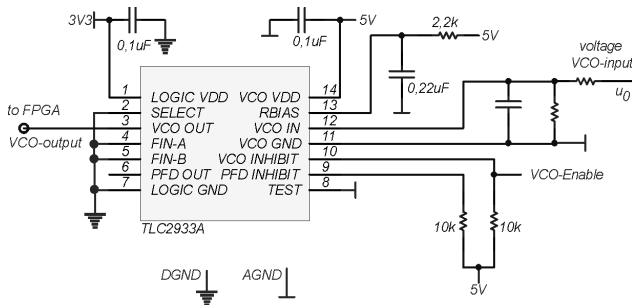 3V3
0,1uF
0,1uF
5V
2,2k
5V
0,22uF
voltage
VCO-input
u0
to FPGA
VCO-output
1 LOGIC VDD VCO VDD 14
2 SELECT RBIAS 13
3 VCO OUT VCO IN 12
4 FIN-A VCO GND 11
5 FIN-B VCO INHIBIT 10
6 PFD OUT PFD INHIBIT 9
7 LOGIC GND TEST 8
TLC2933A
VCO-Enable
10k
10k
5V
DGND
AGND